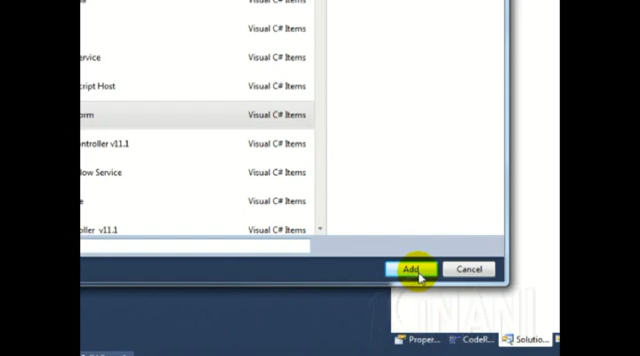 Visual C# Items
ervice Visual C# Items
cript Host Visual C# Items
orm Visual C# Items
ontroller v11.1 Visual C# Items
low Service Visual C# Items
e Visual C# Items
oller v11.1 Visual C# Items
Add Cancel
CINANI
Proper... CodeR... Solutio...